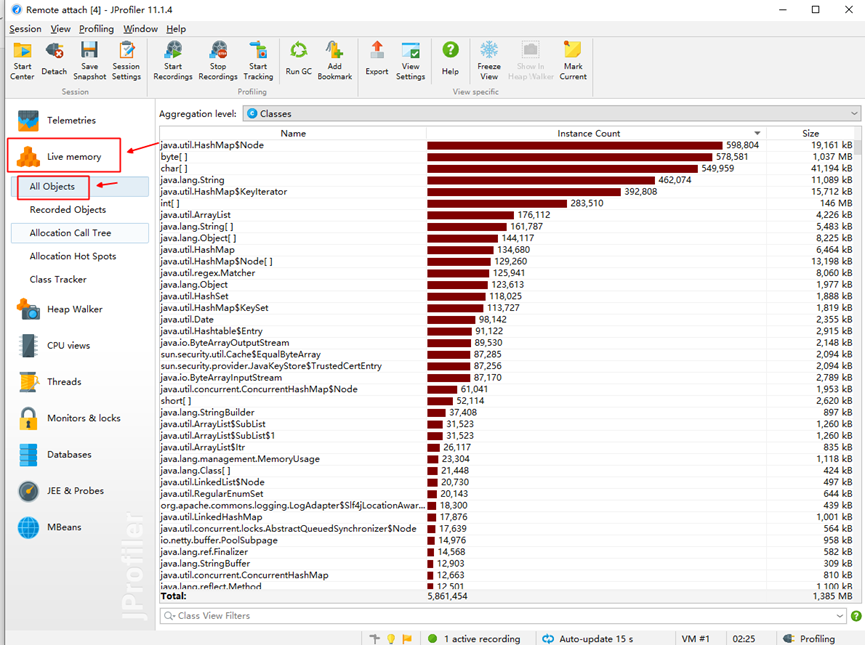 Remote attach [4] - JProfiler 11.1.4
Session View Profiling Window Help
Start Center
Detach
Save Snapshot
Session Settings
Start Recordings
Stop Recordings
Start Tracking
Run GC
Add Bookmark
Export
View Settings
Help
Freeze View
Show In Heap Walker
Mark Current
Session
Profiling
View specific
Telemetries
Live memory
All Objects
Recorded Objects
Allocation Call Tree
Allocation Hot Spots
Class Tracker
Heap Walker
CPU views
Threads
Monitors & locks
Databases
JEE & Probes
MBeans
JProfiler
Aggregation level: Classes
Name Instance Count Size
java.util.HashMap$Node 598,804 19,161 kB
byte[ ] 578,581 1,037 MB
char[ ] 549,959 41,194 kB
java.lang.String 462,074 11,089 kB
java.util.HashMap$KeyIterator 392,808 15,712 kB
int[ ] 283,510 146 MB
java.util.ArrayList 176,112 4,226 kB
java.lang.String[ ] 161,787 5,483 kB
java.lang.Object[ ] 144,117 8,225 kB
java.util.HashMap 134,680 6,464 kB
java.util.HashMap$Node[ ] 129,260 13,198 kB
java.util.regex.Matcher 125,941 8,060 kB
java.lang.Object 123,613 1,977 kB
java.util.HashSet 118,025 1,888 kB
java.util.HashMap$KeySet 113,727 1,819 kB
java.util.Date 98,142 2,355 kB
java.util.Hashtable$Entry 91,122 2,915 kB
java.io.ByteArrayOutputStream 89,530 2,148 kB
sun.security.util.Cache$EqualByteArray 87,285 2,094 kB
sun.security.provider.JavaKeyStore$TrustedCertEntry 87,256 2,094 kB
java.io.ByteArrayInputStream 87,170 2,789 kB
java.util.concurrent.ConcurrentHashMap$Node 61,041 1,953 kB
short[ ] 52,114 2,620 kB
java.lang.StringBuilder 37,408 897 kB
java.util.ArrayList$SubList 31,523 1,260 kB
java.util.ArrayList$SubList$1 31,523 1,260 kB
java.util.ArrayList$Itr 26,117 835 kB
java.lang.management.MemoryUsage 23,304 1,118 kB
java.lang.Class[ ] 21,448 424 kB
java.util.LinkedList$Node 20,730 497 kB
java.util.RegularEnumSet 20,143 644 kB
org.apache.commons.logging.LogAdapter$Slf4jLocationAwar... 18,300 439 kB
java.util.LinkedHashMap 17,876 1,001 kB
java.util.concurrent.locks.AbstractQueuedSynchronizer$Node 17,639 564 kB
io.netty.buffer.PoolSubpage 14,976 958 kB
java.lang.ref.Finalizer 14,568 582 kB
java.lang.StringBuffer 12,903 309 kB
java.util.concurrent.ConcurrentHashMap 12,663 810 kB
java.lang.reflect.Method 12,501 1,100 kB
Total: 5,861,454 1,385 MB
Class View Filters
1 active recording Auto-update 15 s VM #1 02:25 Profiling